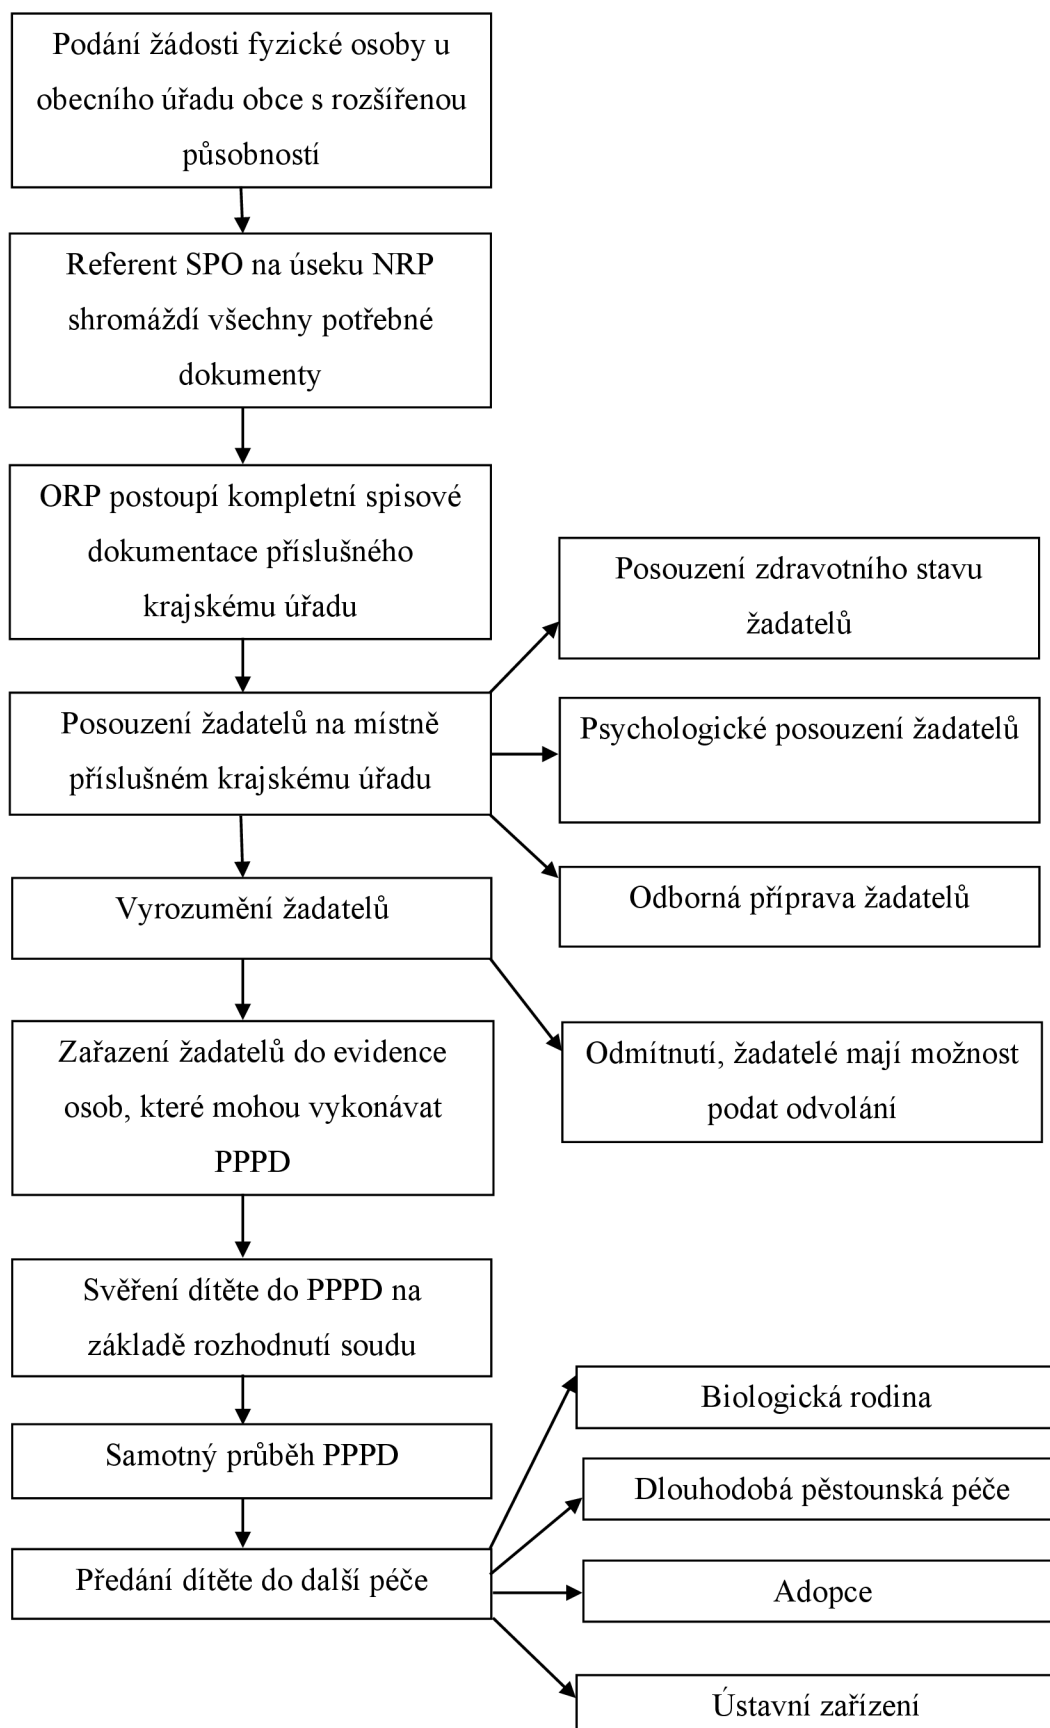 Podání žádosti fyzické osoby u
obecního úřadu obce s rozšířenou
působností
Referent SPO na úseku NRP
shromáždí všechny potřebné
dokumenty
ORP postoupí kompletní spisové
dokumentace příslušného
krajskému úřadu
Posouzení zdravotního stavu
žadatelů
Posouzení žadatelů na místně
příslušném krajskému úřadu
Psychologické posouzení žadatelů
Odborná příprava žadatelů
Vyrozumění žadatelů
Odmítnutí, žadatelé mají možnost
podat odvolání
Zařazení žadatelů do evidence
osob, které mohou vykonávat
PPPD
Svěření dítěte do PPPD na
základě rozhodnutí soudu
Samotný průběh PPPD
Předání dítěte do další péče
Biologická rodina
Dlouhodobá pěstounská péče
Adopce
Ústavní zařízení